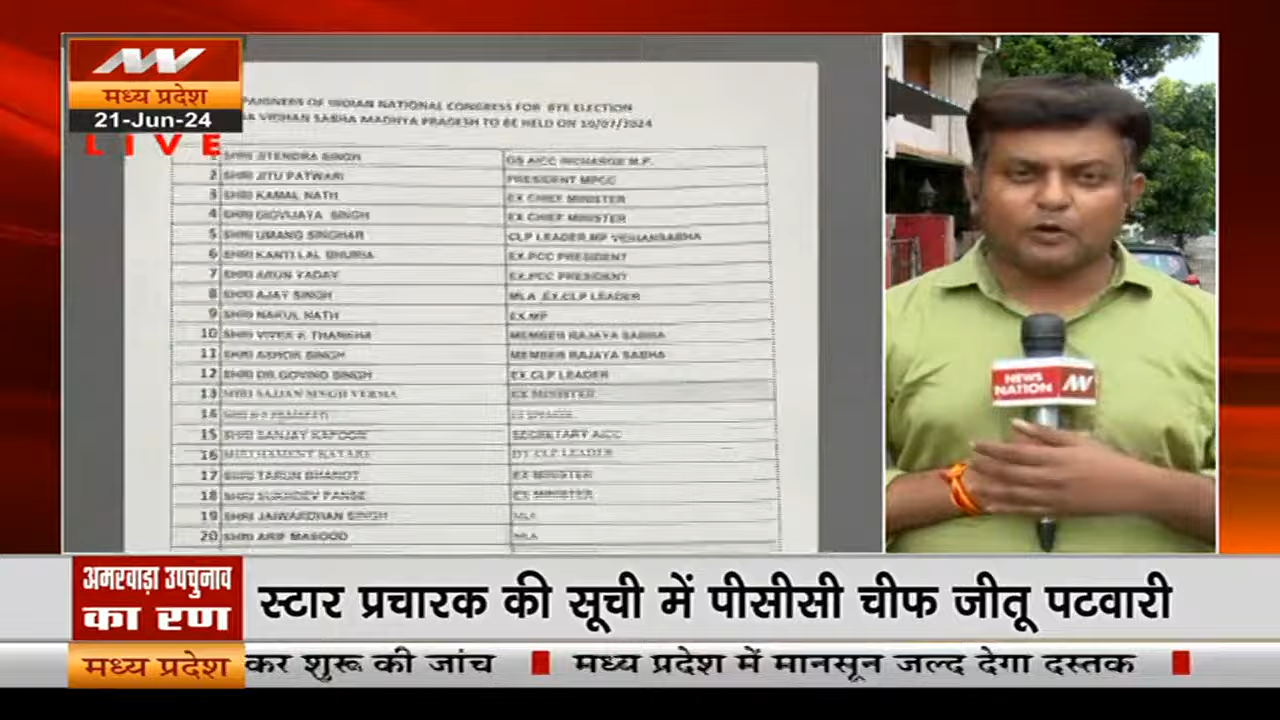 मध्य प्रदेश
21-Jun-24
LIVE
OF INDIAN NATIONAL CONGRESS FOR BYE ELECTION
VIDHAN SABHA MADHYA PRADESH TO BE HELD ON 10/07/2024
1 SHRI JITENDRA SINGH GS AICC INCHARGE M.P.
2 SHRI JITU PATWARI PRESIDENT MPCC
3 SHRI KAMAL NATH EX CHIEF MINISTER
4 SHRI DIGVIJAYA SINGH EX CHIEF MINISTER
5 SHRI UMANG SINGHAR CLP LEADER MP
6 SHRI KANTI LAL BHURIA EX.PCC PRESIDENT
7 SHRI ARUN YADAV EX.PCC PRESIDENT
8 SHRI AJAY SINGH MLA ,EX.CLP LEADER
9 SHRI NAKUL NATH EX.MP
10 SHRI VIVEK K MEMBER RAJAYA SABHA
11 SHRI ASHOK SINGH MEMBER RAJAYA SABHA
12 SHRI DR.GOVIND SINGH EX CLP LEADER
13 SHRI SAJJAN SINGH VERMA EX MINISTER
14
15 SHRI SANJAY KAPOOR SECRETARY AICC
16 KATARE DY CLP LEADER
17 SHRI TARUN BHANOT EX MINISTER
18 SHRI SUKHDEV PANSE EX MINISTER
19 SHRI JAIWARDHAN SINGH MLA
20 SHRI ARIF MASOOD MLA
NEWS
NATION
अमरवाड़ा उपचुनाव
का रण
स्टार प्रचारक की सूची में पीसीसी चीफ जीतू पटवारी
मध्य प्रदेश
कर शुरू की जांच
मध्य प्रदेश में मानसून जल्द देगा दस्तक